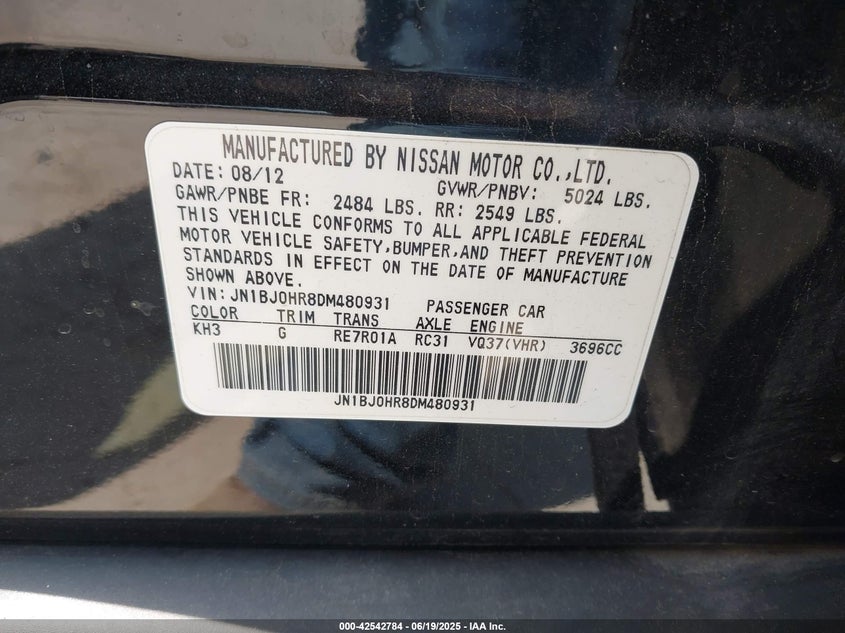 MANUFACTURED BY NISSAN MOTOR CO.,LTD.
DATE: 08/12 GVWR/PNBV: 5024 LBS.
GAWR/PNBE FR: 2484 LBS. RR: 2549 LBS.
THIS VEHICLE CONFORMS TO ALL APPLICABLE FEDERAL
MOTOR VEHICLE SAFETY,BUMPER,AND THEFT PREVENTION
STANDARDS IN EFFECT ON THE DATE OF MANUFACTURE
SHOWN ABOVE.
VIN: JN1BJ0HR8DM480931 PASSENGER CAR
COLOR TRIM TRANS AXLE ENGINE
KH3 G RE7R01A RC31 VQ37(VHR) 3696CC
JN1BJ0HR8DM480931
000-42542784 - 06/19/2025 - IAA Inc.